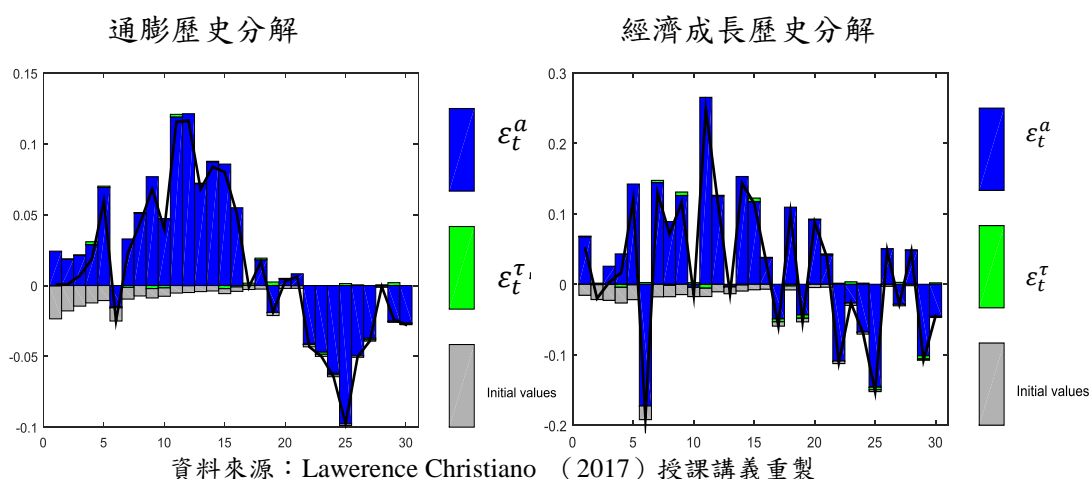 通膨歷史分解
經濟成長歷史分解
0.15
0.1
0.05
0
-0.05
-0.1
0 5 10 15 20 25 30
ε_t^a
ε_t^τ
Initial values
0.3
0.2
0.1
0
-0.1
-0.2
0 5 10 15 20 25 30
ε_t^a
ε_t^τ
Initial values
資料來源：Lawerence Christiano （2017）授課講義重製